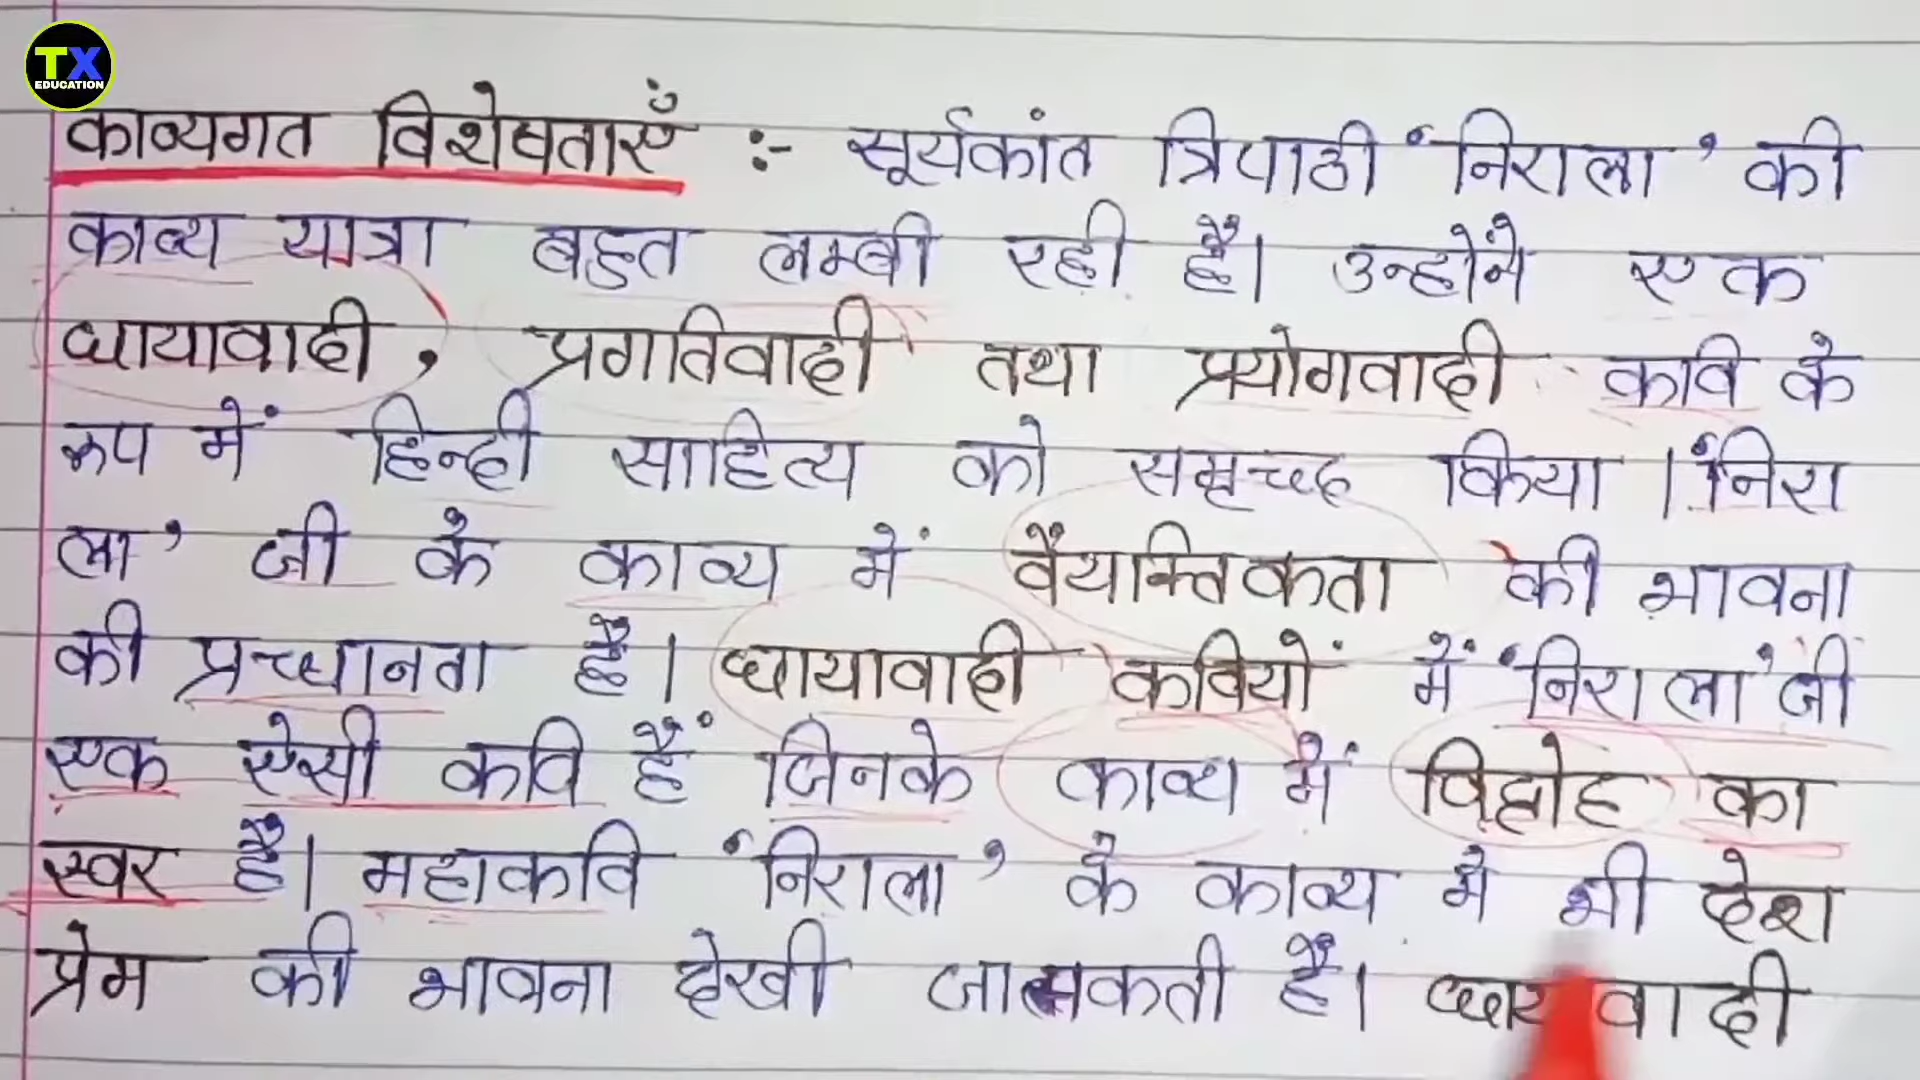 TX
EDUCATION
काव्यगत विशेषताएँ :- सूर्यकांत त्रिपाठी 'निराला' की
काव्य यात्रा बहुत लम्बी रही है। उन्होंने एक
छायावादी, प्रगतिवादी तथा प्रयोगवादी कवि के
रूप में हिन्दी साहित्य को समृध्द किया। 'निरा
ला' जी के काव्य में वैयक्तिकता की भावना
की प्रधानता है। छायावादी कवियों में 'निराला' जी
एक ऐसी कवि हैं जिनके काव्य में विद्रोह का
स्वर है। महाकवि 'निराला' के काव्य में भी देश
प्रेम की भावना देखी जा सकती है। छायावादी